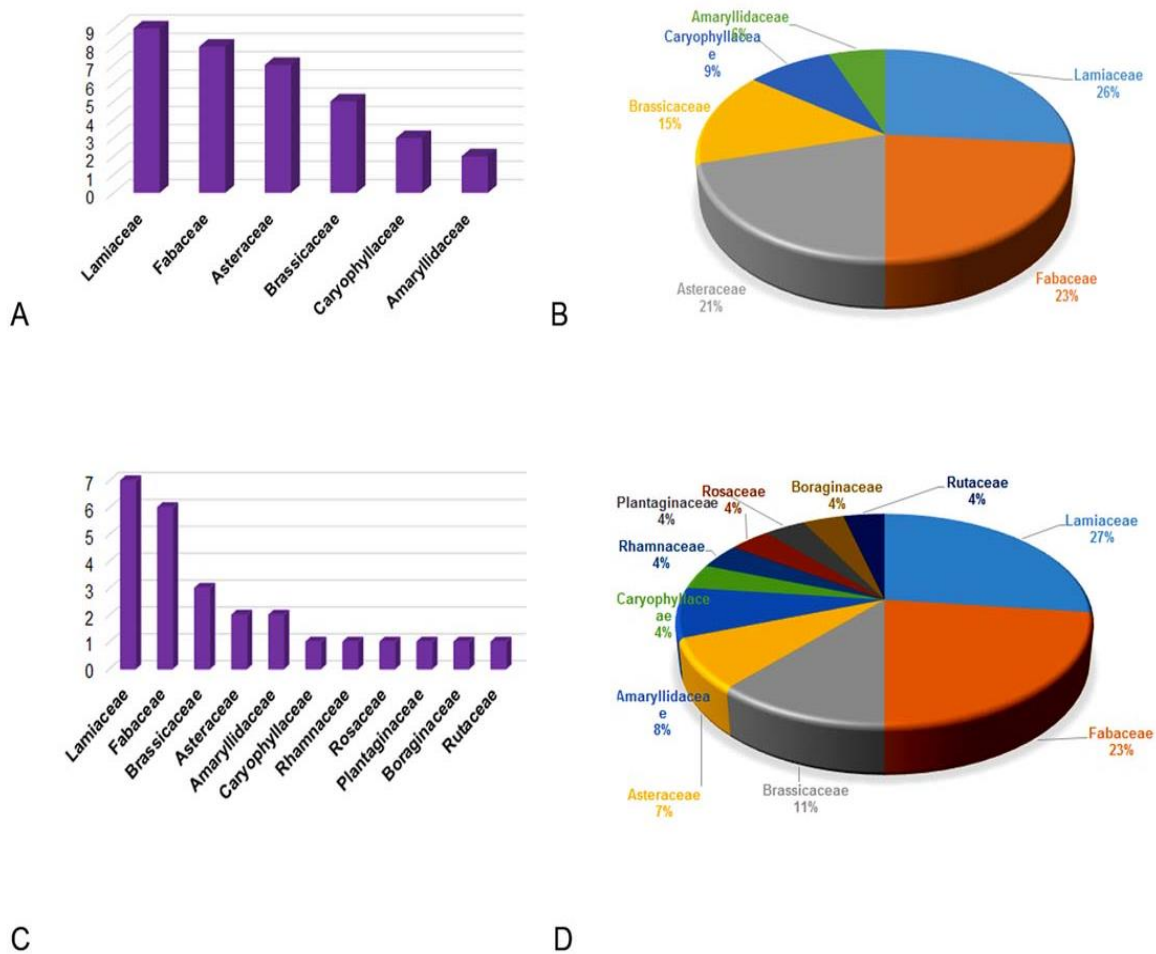 9
8
7
6
5
4
3
2
1
0
Lamiaceae
Fabaceae
Asteraceae
Brassicaceae
Caryophyllaceae
Amaryllidaceae
A
Amaryllidaceae
6%
Caryophyllacea
e
9%
Brassicaceae
15%
Lamiaceae
26%
Asteraceae
21%
Fabaceae
23%
B
7
6
5
4
3
2
1
0
Lamiaceae
Fabaceae
Brassicaceae
Asteraceae
Amaryllidaceae
Caryophyllaceae
Rhamnaceae
Rosaceae
Plantaginaceae
Boraginaceae
Rutaceae
C
Plantaginaceae
4%
Rosaceae
4%
Boraginaceae
4%
Rutaceae
4%
Lamiaceae
27%
Rhamnaceae
4%
Caryophyllace
ae
4%
Amaryllidacea
e
8%
Asteraceae
7%
Brassicaceae
11%
Fabaceae
23%
D